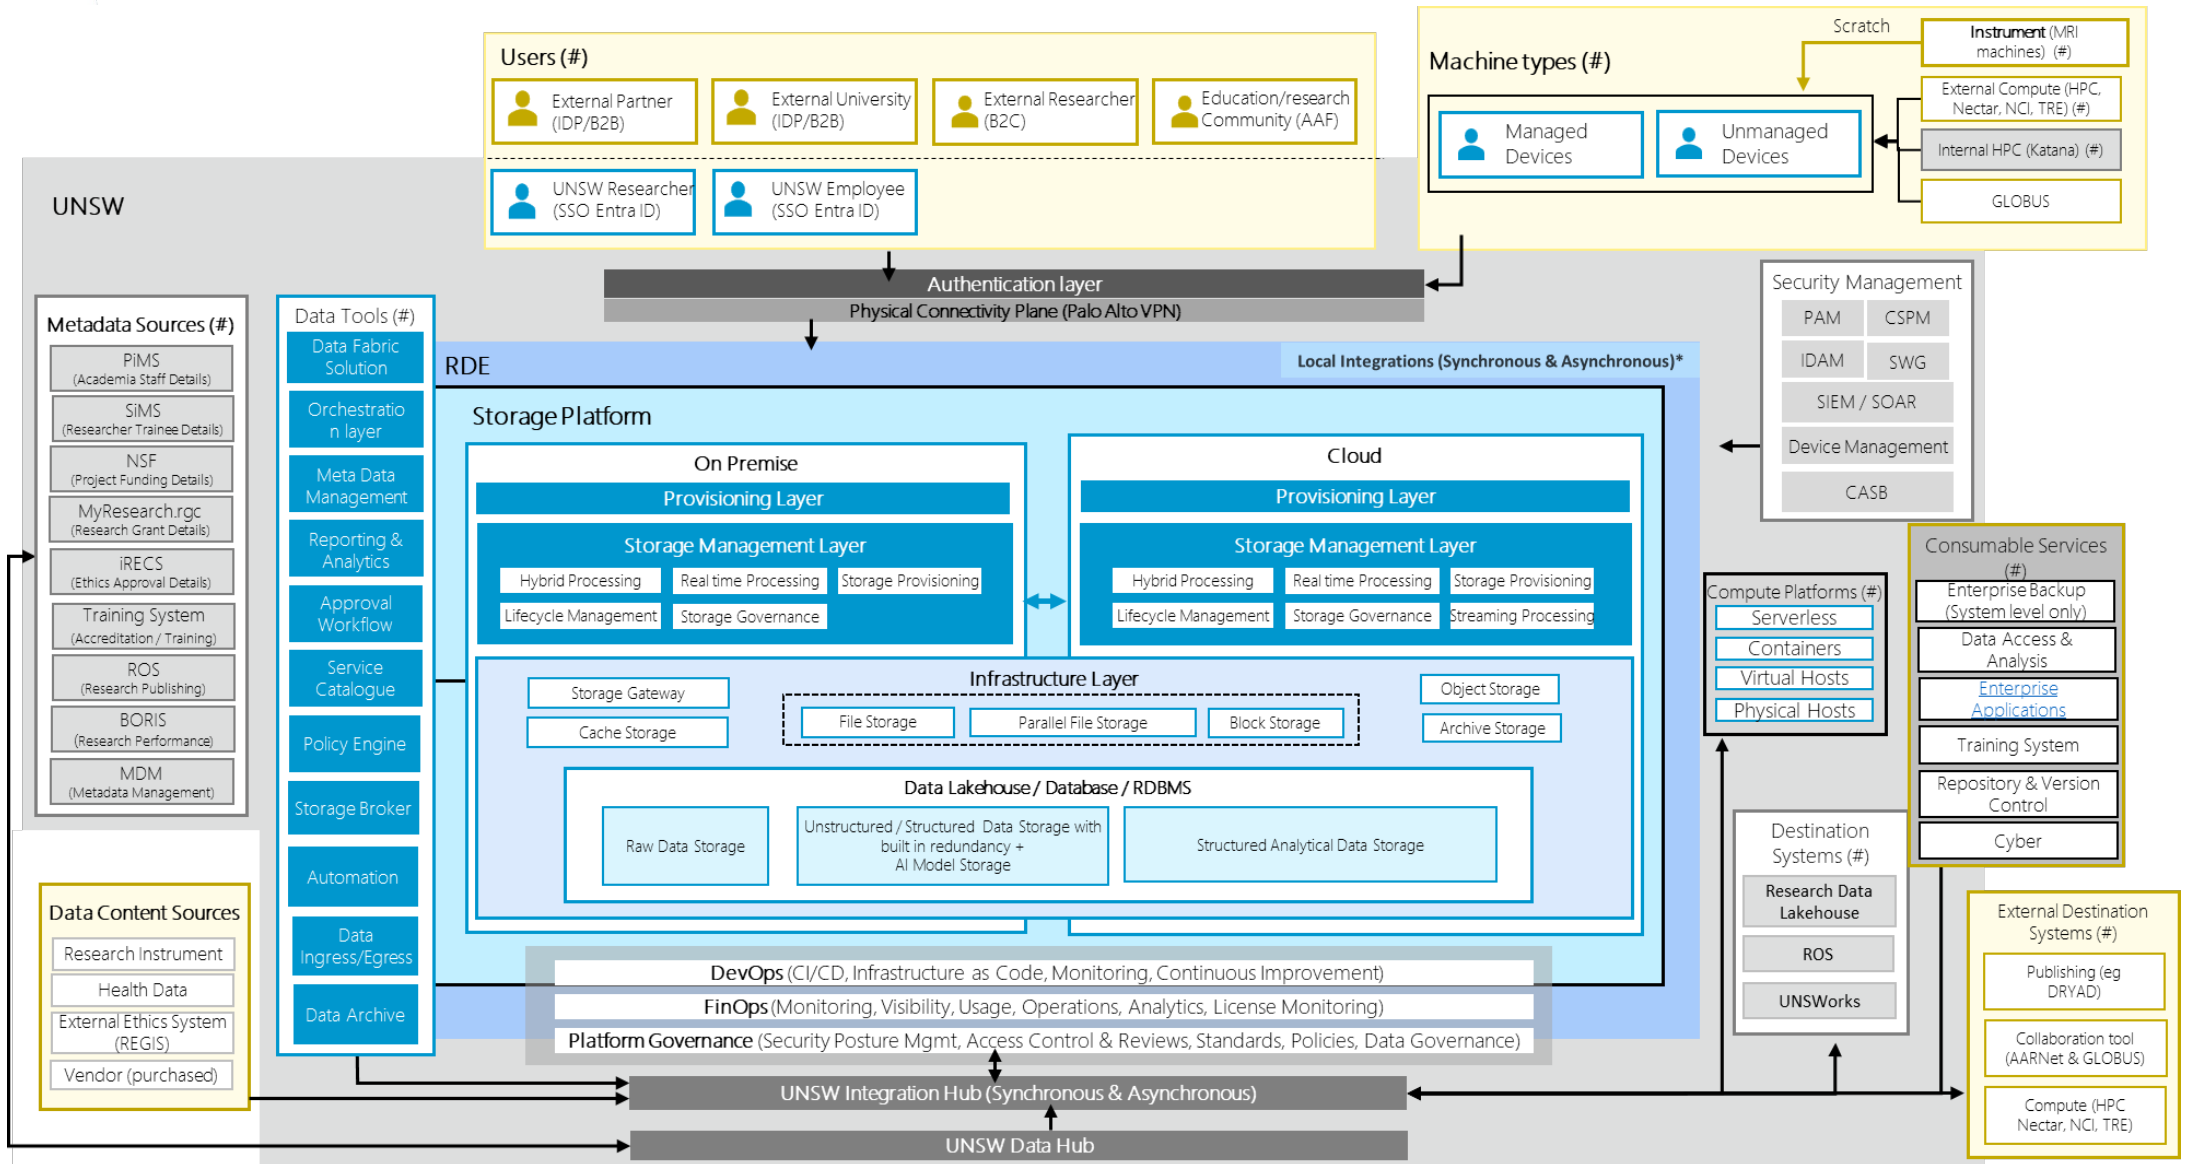 Users (#)
External Partner
(IDP/B2B)
External University
(IDP/B2B)
External Researcher
(B2C)
Education/research
Community (AAF)
UNSW Researcher
(SSO Entra ID)
UNSW Employee
(SSO Entra ID)
Machine types (#)
Scratch
Instrument (MRI
machines) (#)
Managed
Devices
Unmanaged
Devices
External Compute (HPC,
Nectar, NCI, TRE) (#)
Internal HPC (Katana) (#)
GLOBUS
UNSW
Authentication layer
Physical Connectivity Plane (Palo Alto VPN)
Metadata Sources (#)
PiMS
(Academia Staff Details)
SiMS
(Researcher Trainee Details)
NSF
(Project Funding Details)
MyResearch.rgc
(Research Grant Details)
iRECS
(Ethics Approval Details)
Training System
(Accreditation / Training)
ROS
(Research Publishing)
BORIS
(Research Performance)
MDM
(Metadata Management)
Data Content Sources
Research Instrument
Health Data
External Ethics System
(REGIS)
Vendor (purchased)
Data Tools (#)
Data Fabric
Solution
Orchestratio
n layer
Meta Data
Management
Reporting &
Analytics
Approval
Workflow
Service
Catalogue
Policy Engine
Storage Broker
Automation
Data
Ingress/Egress
Data Archive
RDE
Local Integrations (Synchronous & Asynchronous)*
Storage Platform
On Premise
Provisioning Layer
Storage Management Layer
Hybrid Processing
Real time Processing
Storage Provisioning
Lifecycle Management
Storage Governance
Cloud
Provisioning Layer
Storage Management Layer
Hybrid Processing
Real time Processing
Storage Provisioning
Lifecycle Management
Storage Governance
Streaming Processing
Infrastructure Layer
Storage Gateway
Cache Storage
File Storage
Parallel File Storage
Block Storage
Object Storage
Archive Storage
Data Lakehouse / Database / RDBMS
Raw Data Storage
Unstructured / Structured Data Storage with
built in redundancy +
AI Model Storage
Structured Analytical Data Storage
DevOps (CI/CD, Infrastructure as Code, Monitoring, Continuous Improvement)
FinOps (Monitoring, Visibility, Usage, Operations, Analytics, License Monitoring)
Platform Governance (Security Posture Mgmt, Access Control & Reviews, Standards, Policies, Data Governance)
UNSW Integration Hub (Synchronous & Asynchronous)
UNSW Data Hub
Security Management
PAM
CSPM
IDAM
SWG
SIEM / SOAR
Device Management
CASB
Compute Platforms (#)
Serverless
Containers
Virtual Hosts
Physical Hosts
Consumable Services
(#)
Enterprise Backup
(System level only)
Data Access &
Analysis
Enterprise
Applications
Training System
Repository & Version
Control
Cyber
Destination
Systems (#)
Research Data
Lakehouse
ROS
UNSWorks
External Destination
Systems (#)
Publishing (eg
DRYAD)
Collaboration tool
(AARNet & GLOBUS)
Compute (HPC
Nectar, NCI, TRE)